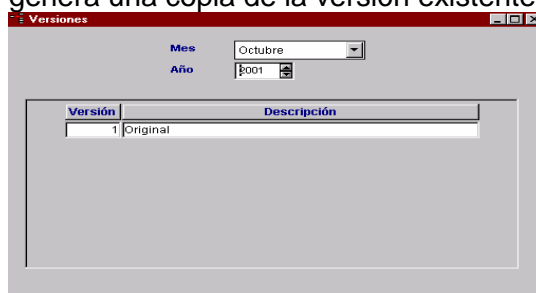 genera una copia de la versión existente
Versiones
Mes Octubre
Año 2001
Versión Descripción
1 Original